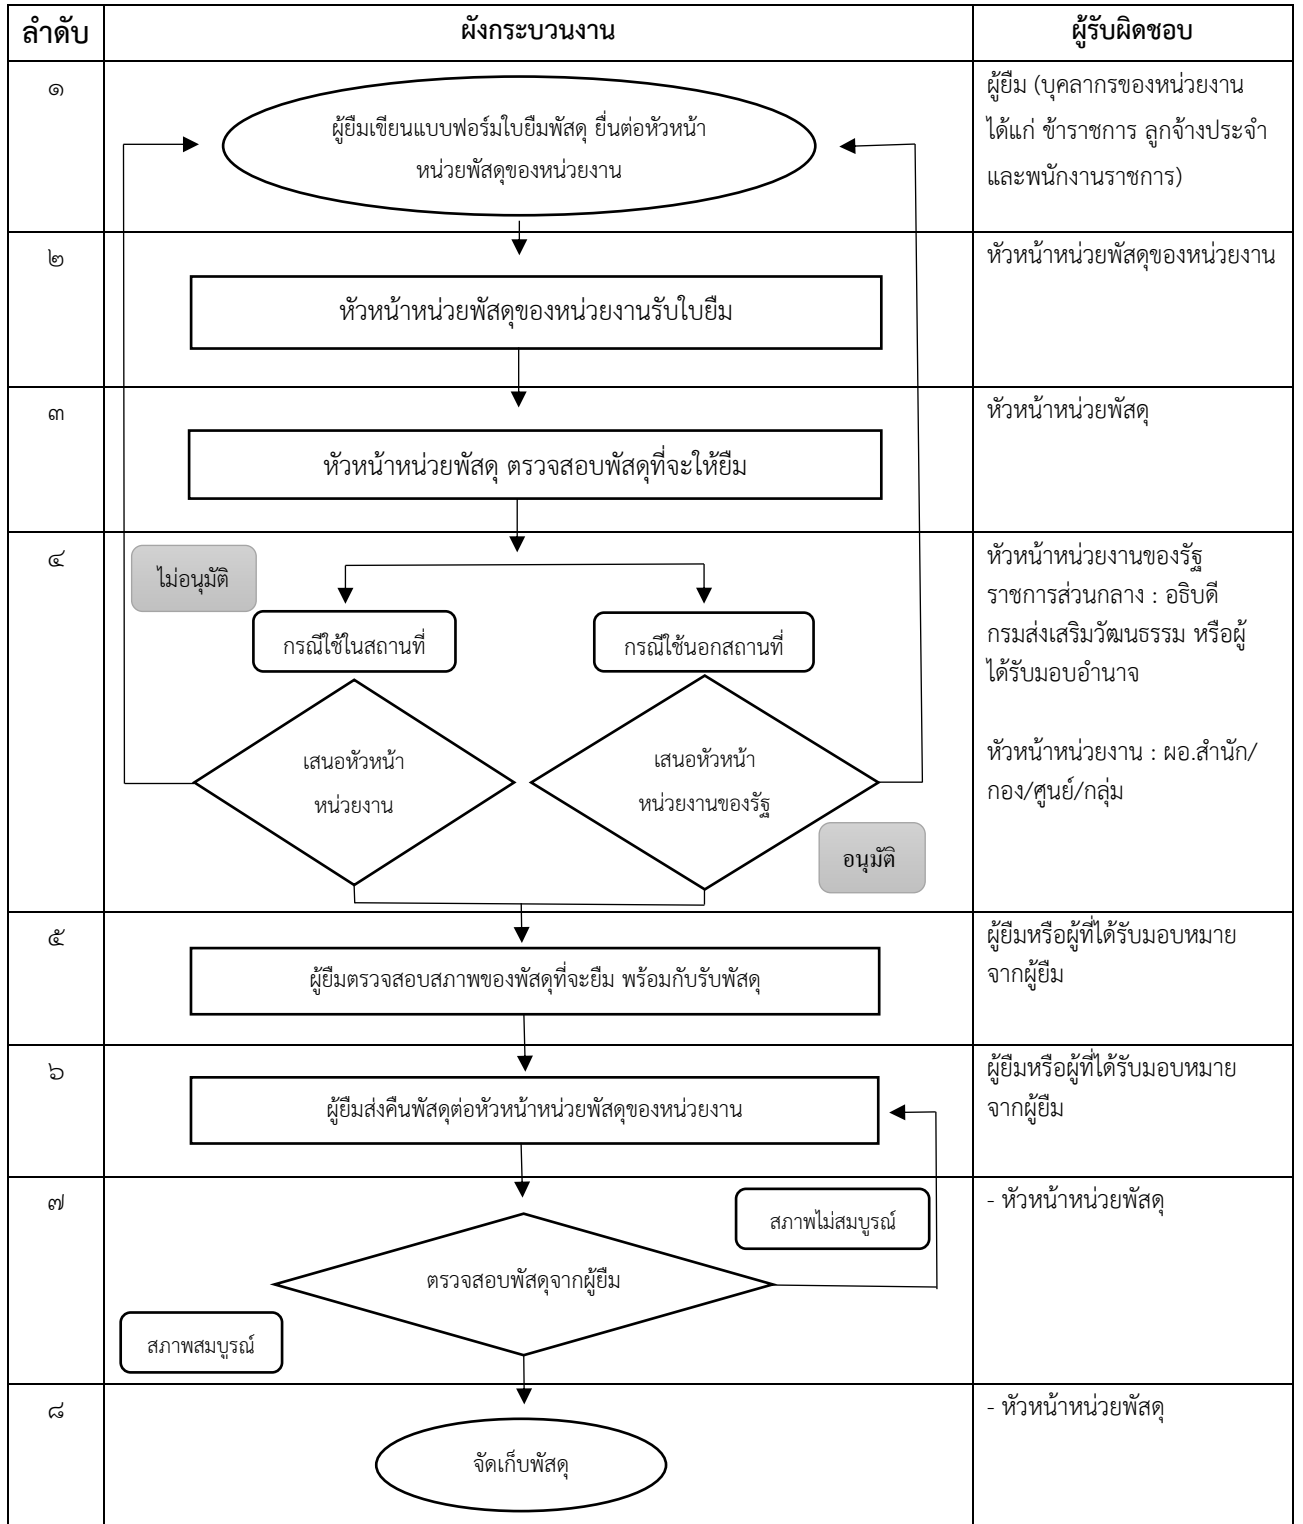 ลำดับ
ผังกระบวนงาน
ผู้รับผิดชอบ
๑
ผู้ยืมเขียนแบบฟอร์มใบยืมพัสดุ ยื่นต่อหัวหน้า
หน่วยพัสดุของหน่วยงาน
ผู้ยืม (บุคลากรของหน่วยงาน
ได้แก่ ข้าราชการ ลูกจ้างประจำ
และพนักงานราชการ)
๒
หัวหน้าหน่วยพัสดุของหน่วยงานรับใบยืม
หัวหน้าหน่วยพัสดุของหน่วยงาน
๓
หัวหน้าหน่วยพัสดุ ตรวจสอบพัสดุที่จะให้ยืม
หัวหน้าหน่วยพัสดุ
๔
ไม่อนุมัติ
กรณีใช้ในสถานที่
กรณีใช้นอกสถานที่
เสนอหัวหน้า
หน่วยงาน
เสนอหัวหน้า
หน่วยงานของรัฐ
อนุมัติ
หัวหน้าหน่วยงานของรัฐ
ราชการส่วนกลาง : อธิบดี
กรมส่งเสริมวัฒนธรรม หรือผู้
ได้รับมอบอำนาจ
หัวหน้าหน่วยงาน : ผอ.สำนัก/
กอง/ศูนย์/กลุ่ม
๕
ผู้ยืมตรวจสอบสภาพของพัสดุที่จะยืม พร้อมกับรับพัสดุ
ผู้ยืมหรือผู้ที่ได้รับมอบหมาย
จากผู้ยืม
๖
ผู้ยืมส่งคืนพัสดุต่อหัวหน้าหน่วยพัสดุของหน่วยงาน
ผู้ยืมหรือผู้ที่ได้รับมอบหมาย
จากผู้ยืม
๗
สภาพไม่สมบูรณ์
ตรวจสอบพัสดุจากผู้ยืม
สภาพสมบูรณ์
- หัวหน้าหน่วยพัสดุ
๘
จัดเก็บพัสดุ
- หัวหน้าหน่วยพัสดุ